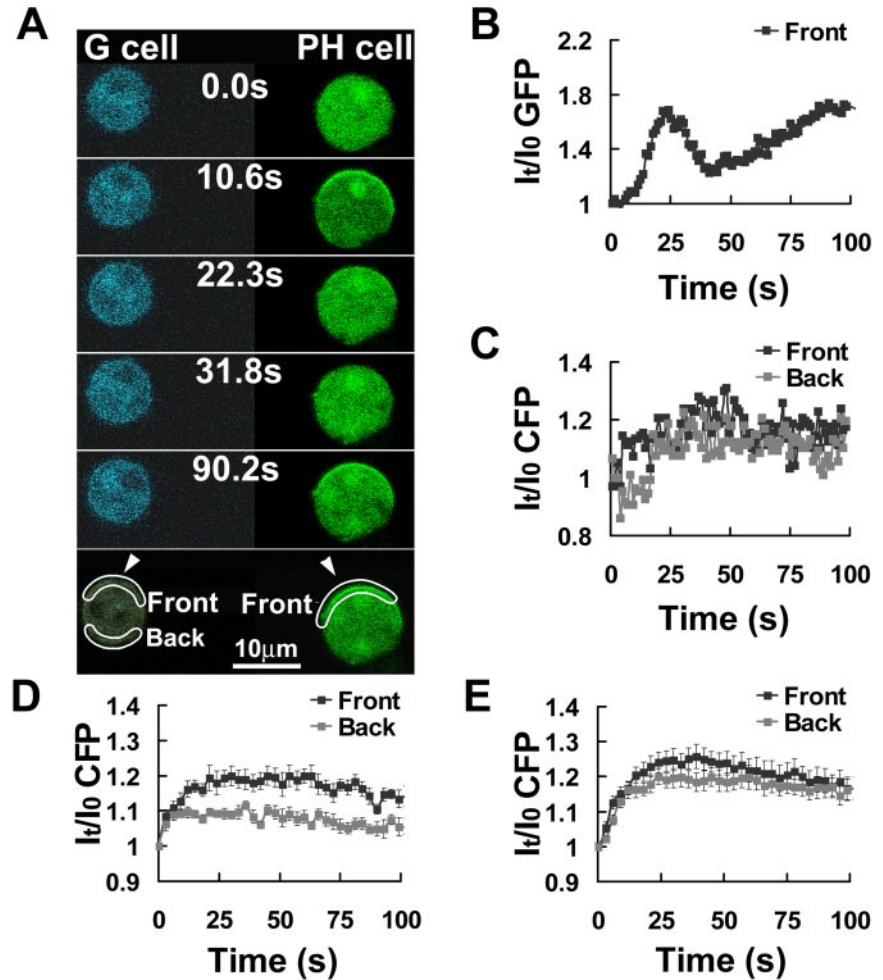 A
G cell PH cell
0.0s
10.6s
22.3s
31.8s
90.2s
Front
Back
Front
10μm
B
Front
It/I0 GFP
2.2
1.8
1.4
1
0 25 50 75 100
Time (s)
C
Front
Back
It/I0 CFP
1.4
1.2
1
0.8
0 25 50 75 100
Time (s)
D
Front
Back
It/I0 CFP
1.4
1.3
1.2
1.1
1
0.9
0 25 50 75 100
Time (s)
E
Front
Back
It/I0 CFP
1.4
1.3
1.2
1.1
1
0.9
0 25 50 75 100
Time (s)